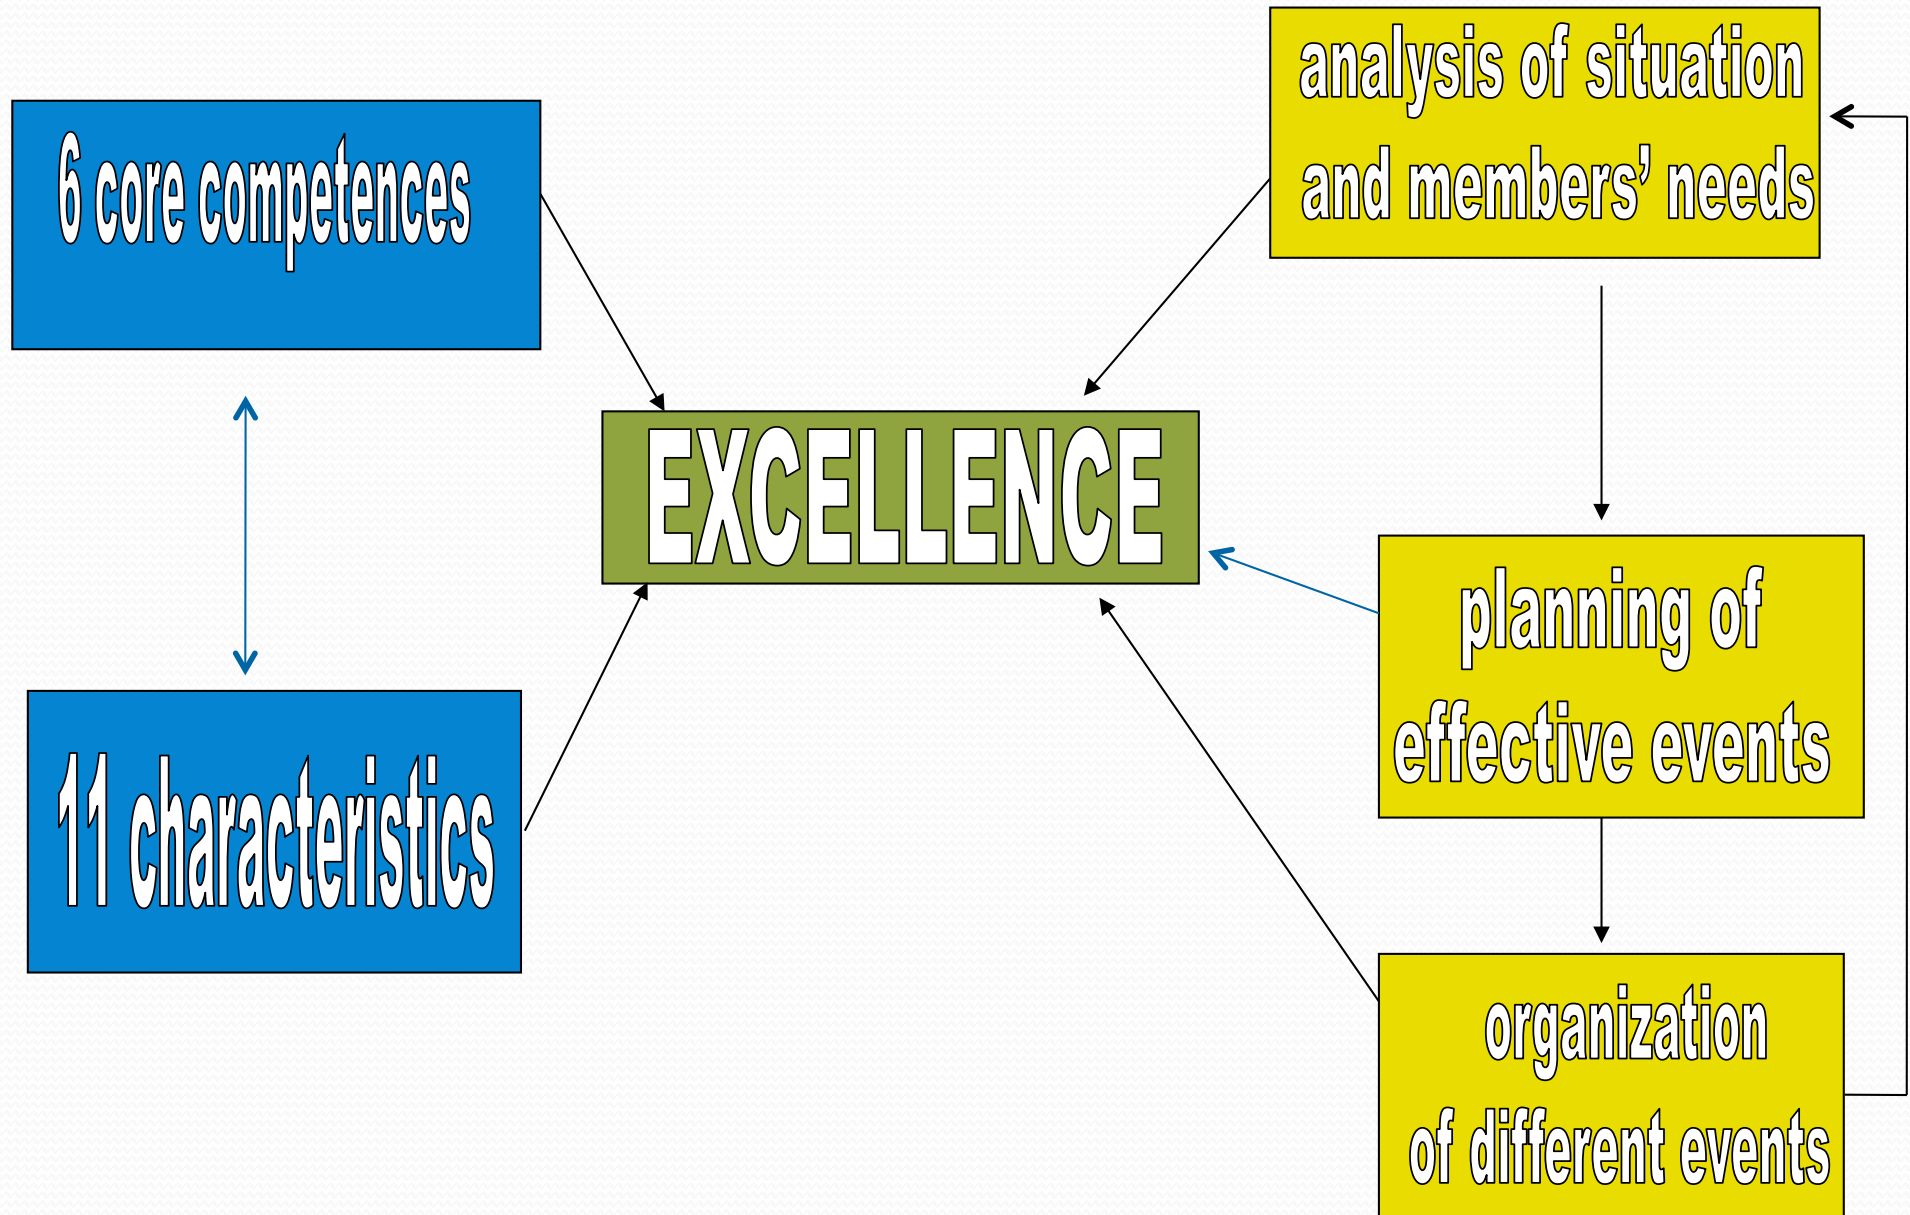 6 core competences
11 characteristics
EXCELLENCE
analysis of situation
and members’ needs
planning of
effective events
organization
of different events